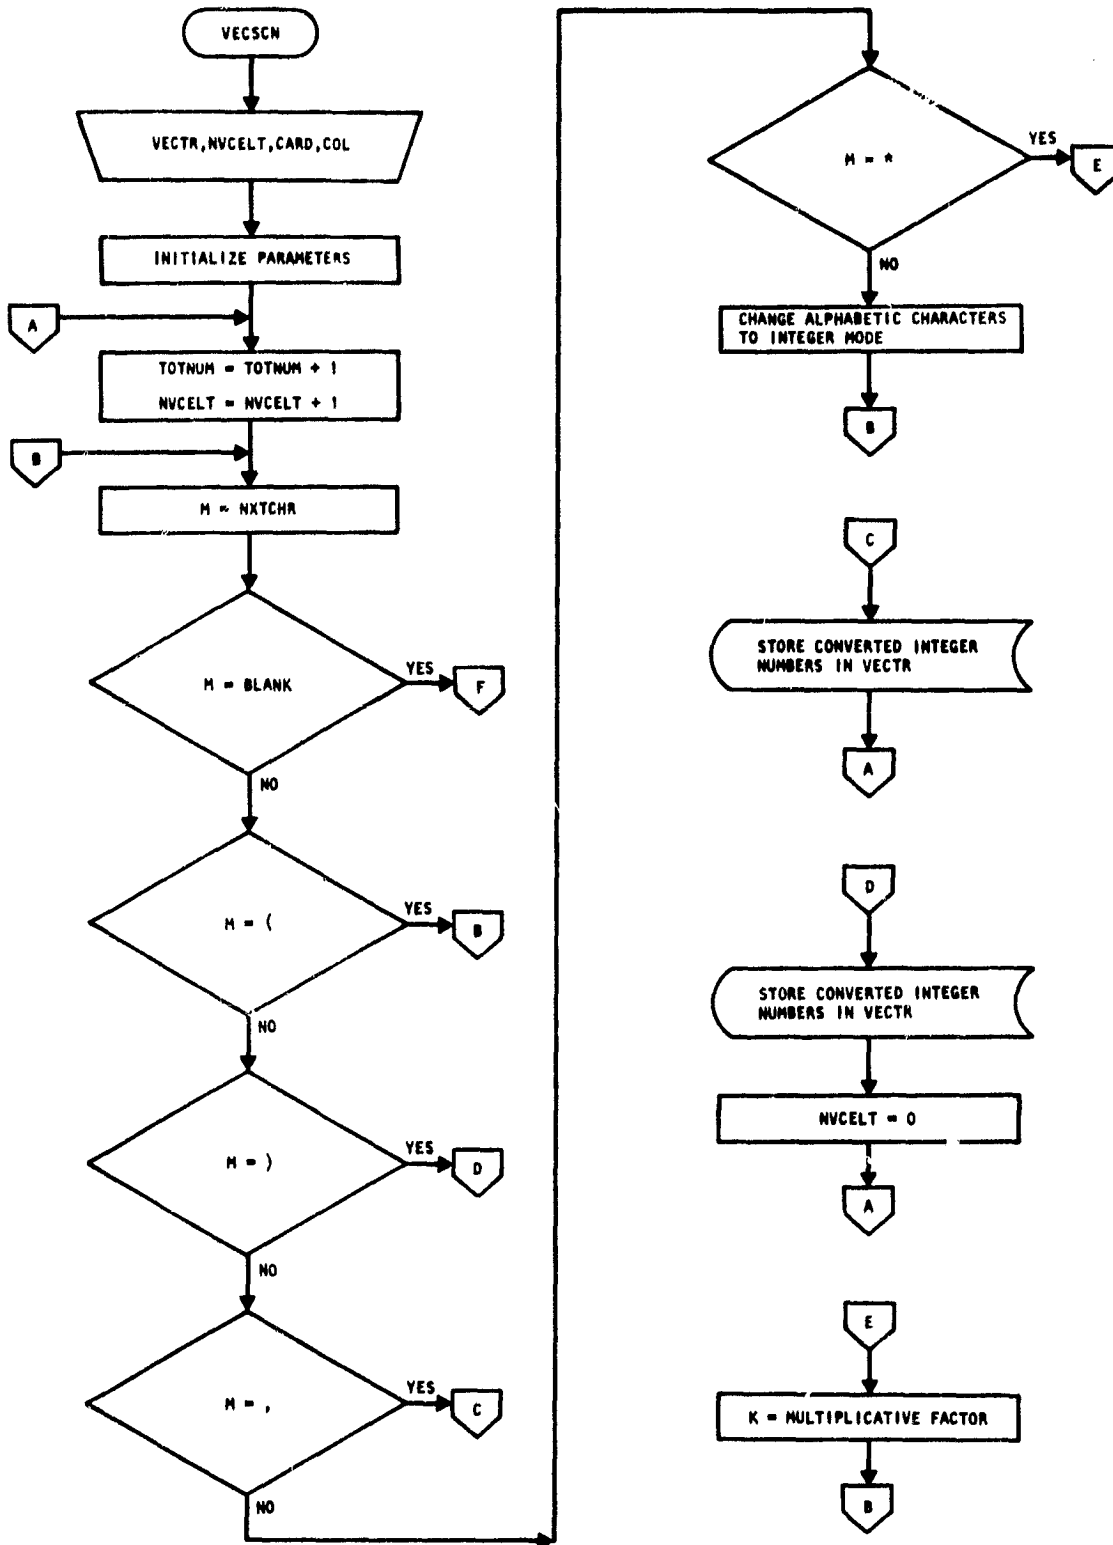 VECSCN
VECTR,NVCELT,CARD,COL
INITIALIZE PARAMETERS
A
TOTNUM = TOTNUM + 1
NVCELT = NVCELT + 1
B
M = NXTCHR
M = BLANK
YES
F
NO
M = (
YES
B
NO
M = )
YES
D
NO
M = ,
YES
C
NO
M = *
YES
E
NO
CHANGE ALPHABETIC CHARACTERS
TO INTEGER MODE
B
C
STORE CONVERTED INTEGER
NUMBERS IN VECTR
A
D
STORE CONVERTED INTEGER
NUMBERS IN VECTR
NVCELT = 0
A
E
K = MULTIPLICATIVE FACTOR
B